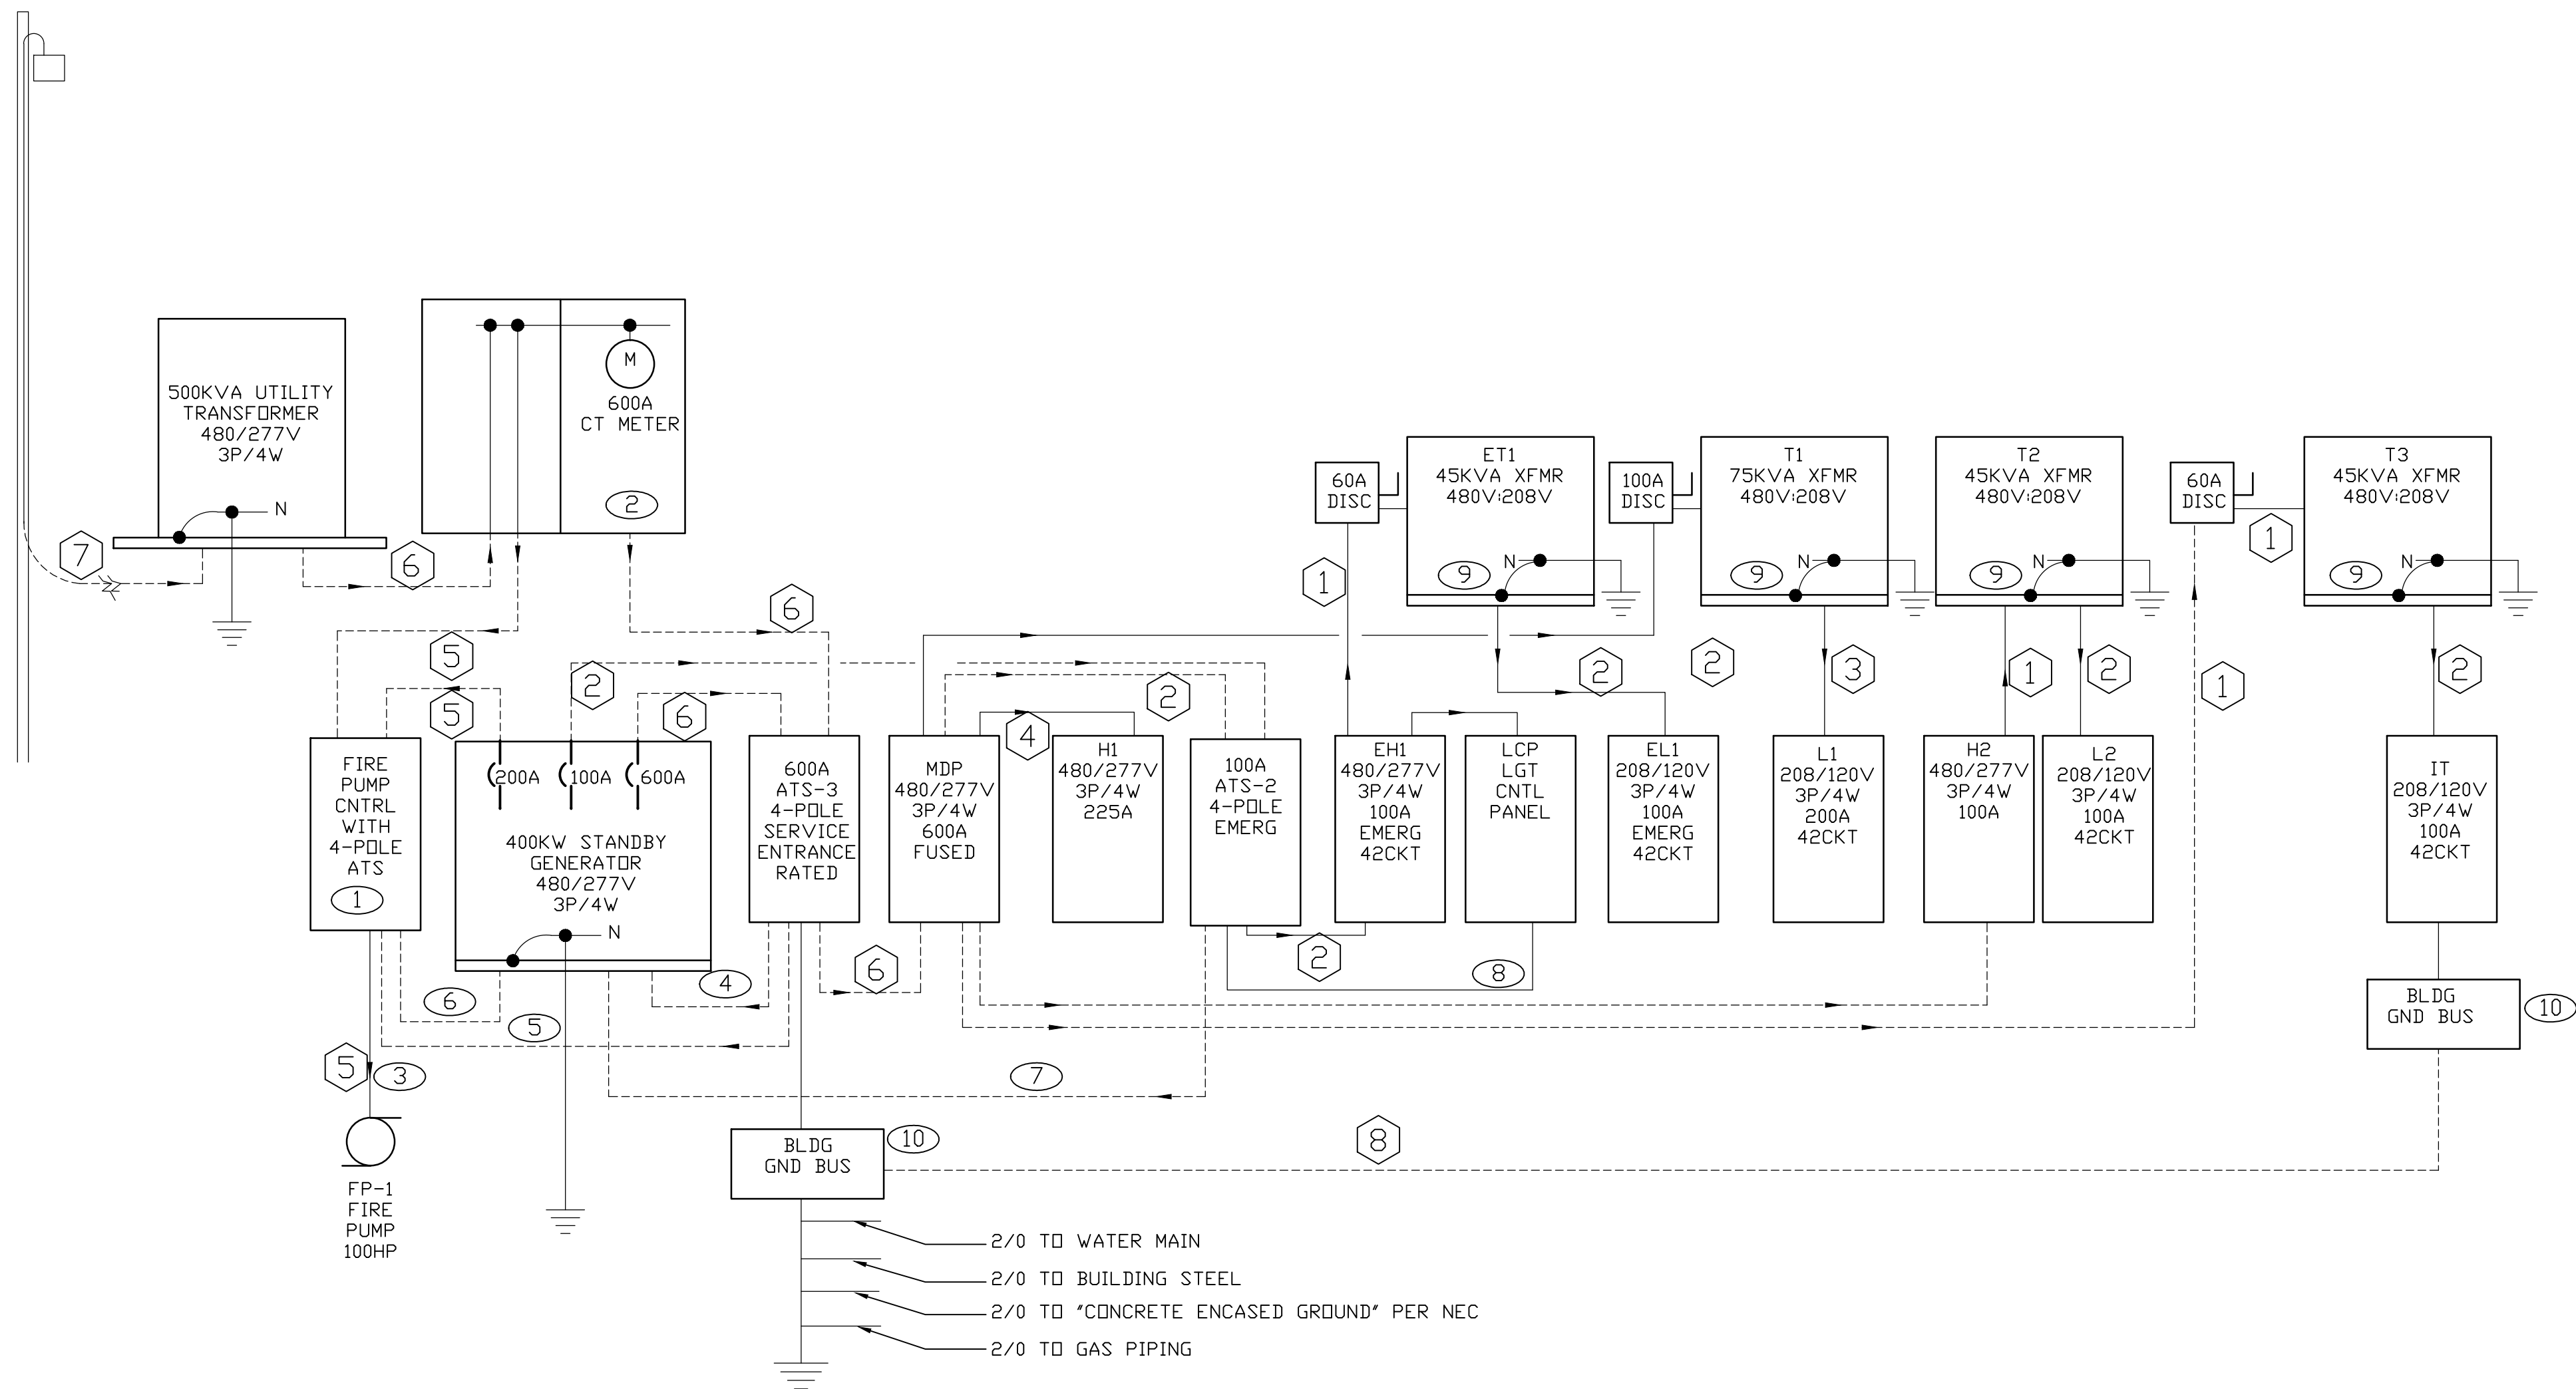 500KVA UTILITY
TRANSFORMER
480/277V
3P/4W
N
7
6
M
600A
CT METER
2
5
5
2
6
6
FIRE
PUMP
CNTRL
WITH
4-POLE
ATS
1
200A
100A
600A
400KW STANDBY
GENERATOR
480/277V
3P/4W
N
600A
ATS-3
4-POLE
SERVICE
ENTRANCE
RATED
MDP
480/277V
3P/4W
600A
FUSED
4
H1
480/277V
3P/4W
225A
2
100A
ATS-2
4-POLE
EMERG
60A
DISC
1
ET1
45KVA XFMR
480V:208V
9
N
2
100A
DISC
2
T1
75KVA XFMR
480V:208V
9
N
3
T2
45KVA XFMR
480V:208V
9
N
1
2
60A
DISC
1
1
T3
45KVA XFMR
480V:208V
9
N
2
EH1
480/277V
3P/4W
100A
EMERG
42CKT
LCP
LGT
CNTL
PANEL
EL1
208/120V
3P/4W
100A
EMERG
42CKT
L1
208/120V
3P/4W
200A
42CKT
H2
480/277V
3P/4W
100A
L2
208/120V
3P/4W
100A
42CKT
IT
208/120V
3P/4W
100A
42CKT
6
5
4
6
2
8
5
3
7
FP-1
FIRE
PUMP
100HP
BLDG
GND BUS
10
8
BLDG
GND BUS
10
2/0 TO WATER MAIN
2/0 TO BUILDING STEEL
2/0 TO "CONCRETE ENCASED GROUND" PER NEC
2/0 TO GAS PIPING